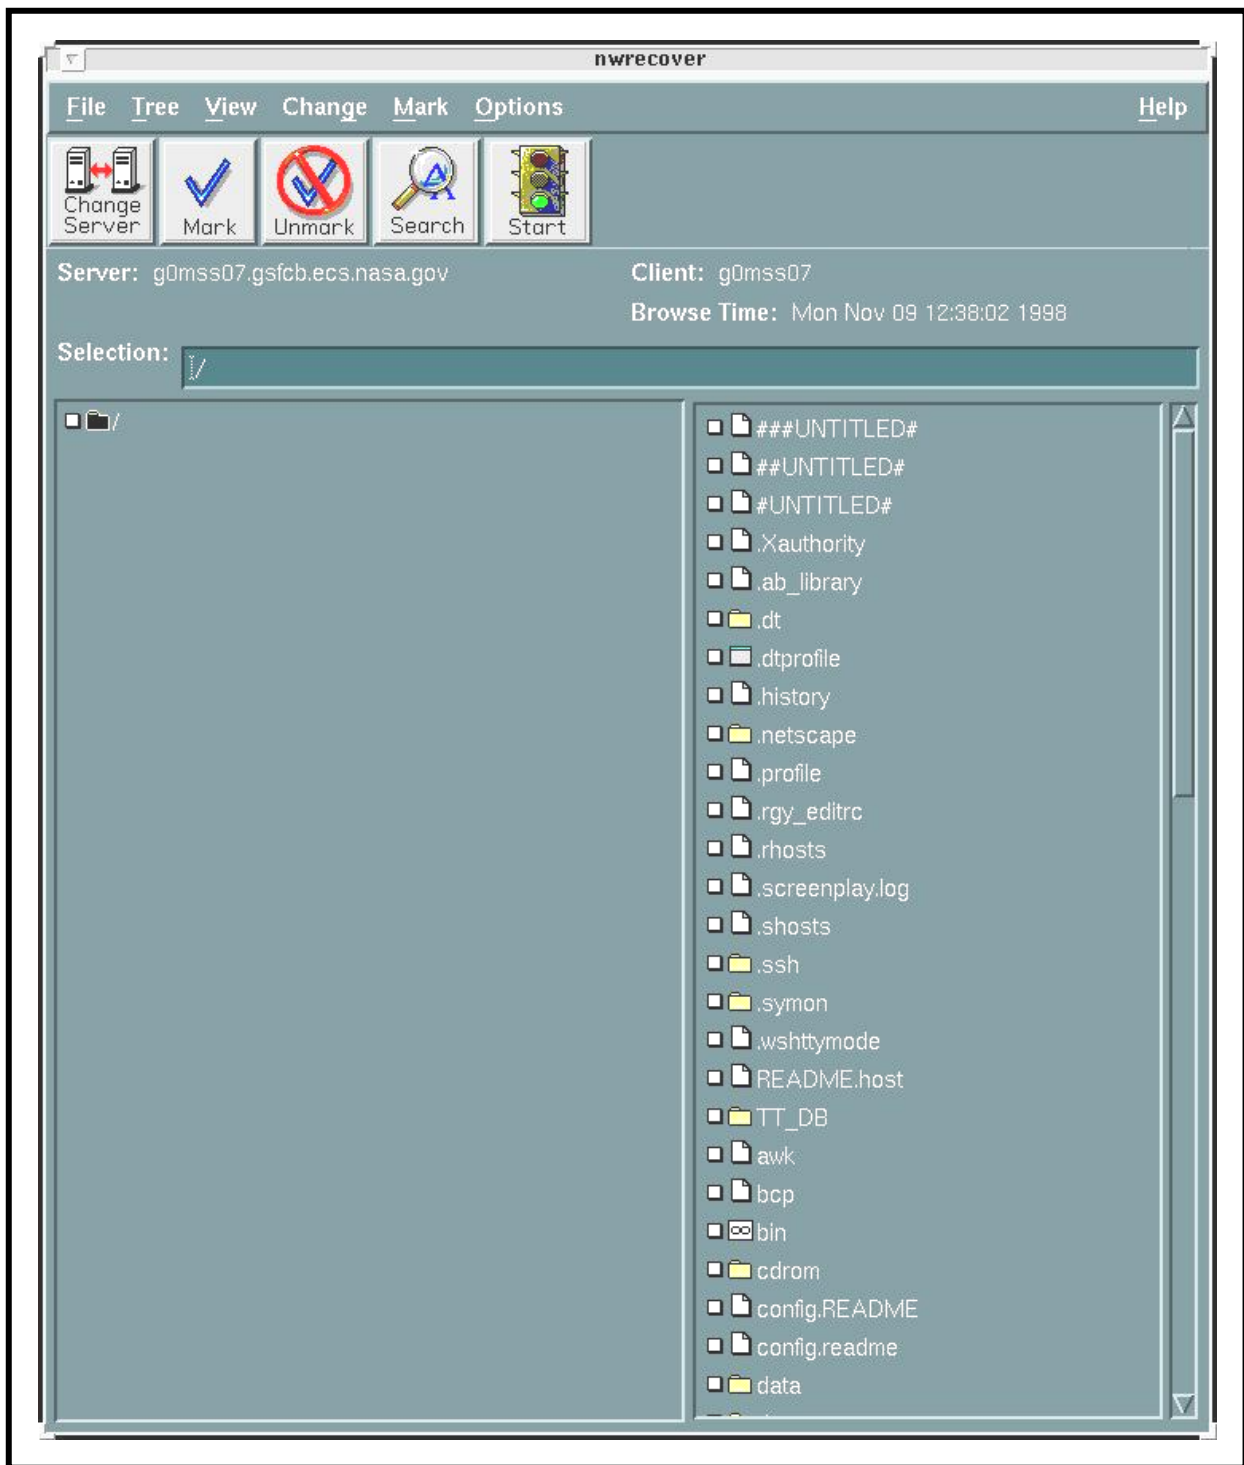 nwrecover
File Tree View Change Mark Options Help
Change
Server
Mark
Unmark
Search
Start
Server: g0mss07.gsfcb.ecs.nasa.gov
Client: g0mss07
Browse Time: Mon Nov 09 12:38:02 1998
Selection: /
/
###UNTITLED#
##UNTITLED#
#UNTITLED#
.Xauthority
.ab_library
.dt
.dtprofile
.history
.netscape
.profile
.rgy_editrc
.rhosts
.screenplay.log
.shosts
.ssh
.symon
.wshttymode
README.host
TT_DB
awk
bcp
bin
cdrom
config.README
config.readme
data